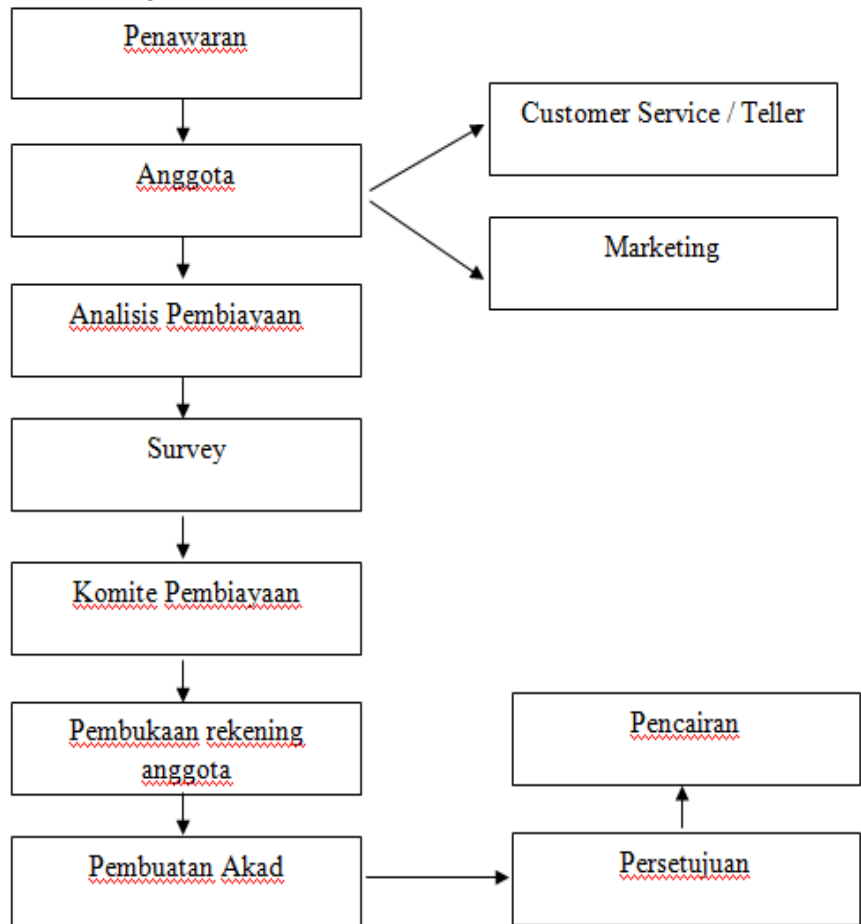 Penawaran
Customer Service / Teller
Anggota
Marketing
Analisis Pembiayaan
Survey
Komite Pembiayaan
Pembukaan rekening
anggota
Pencairan
Pembuatan Akad
Persetujuan